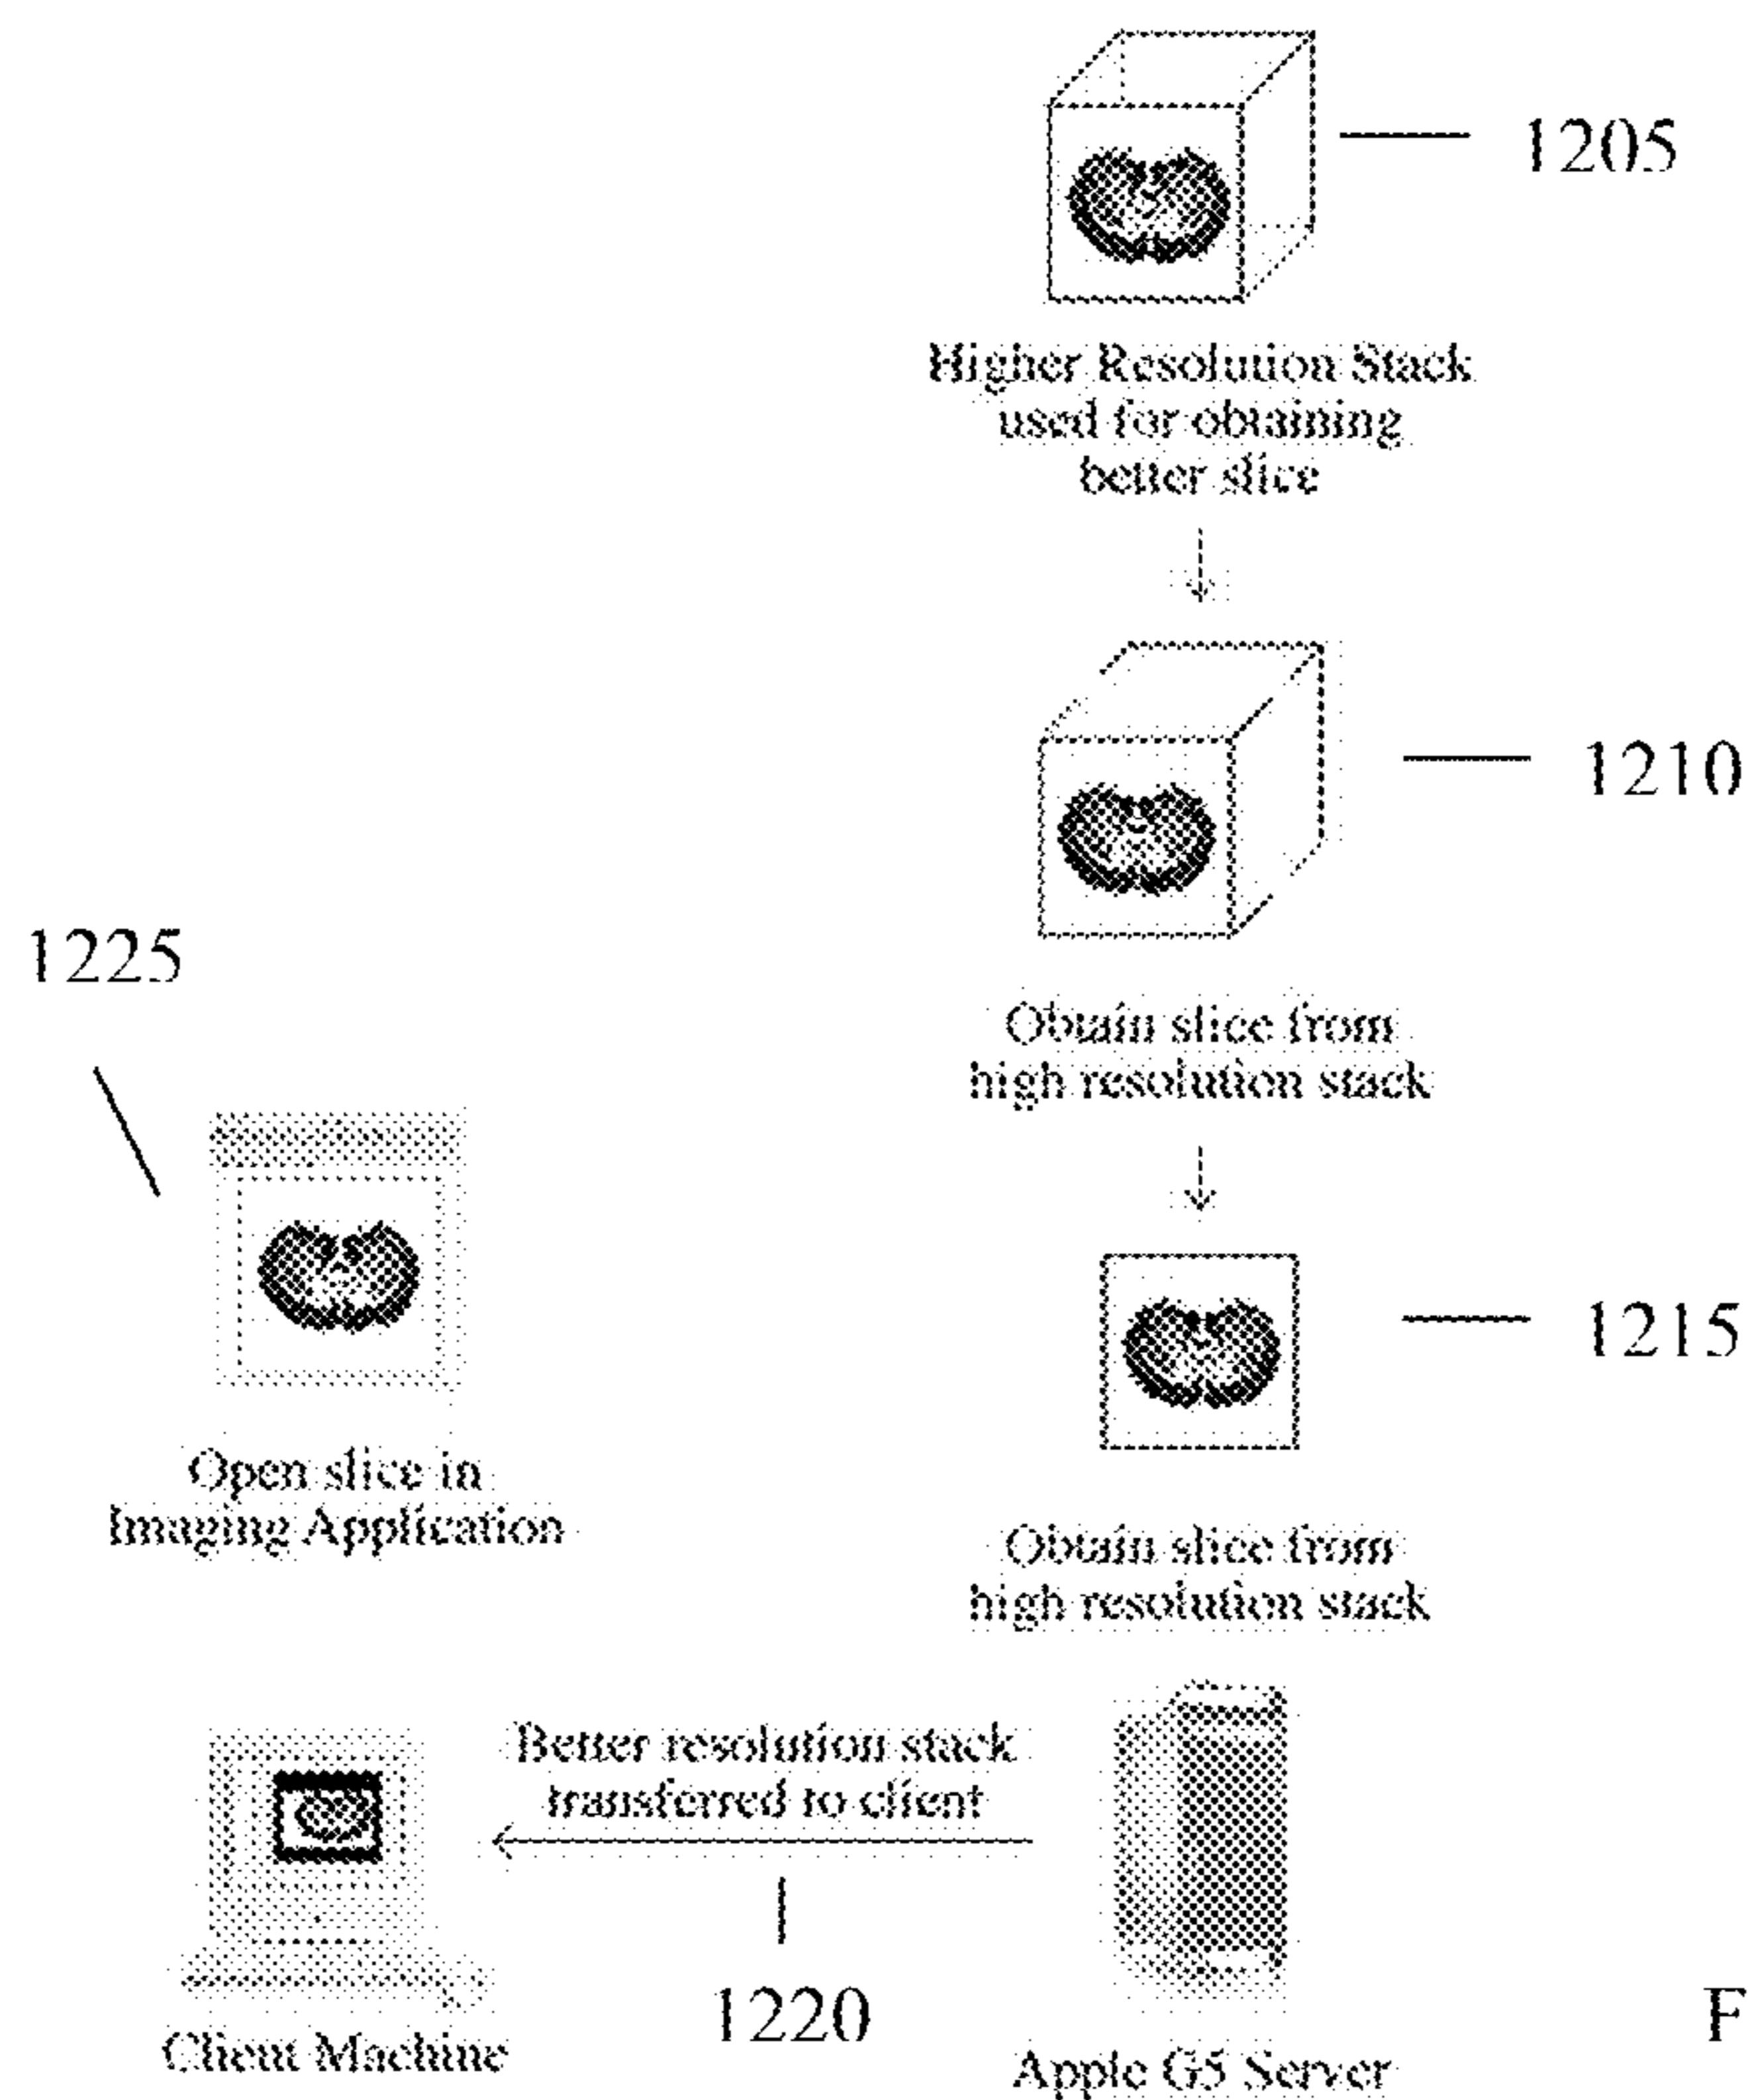 1205
Higher Resolution Stack
used for obtaining
better slice
1210
Obtain slice from
high resolution stack
1225
1215
Open slice in
Imaging Application
Obtain slice from
high resolution stack
Better resolution stack
transferred to client
1220
Client Machine
Apple G5 Server
F